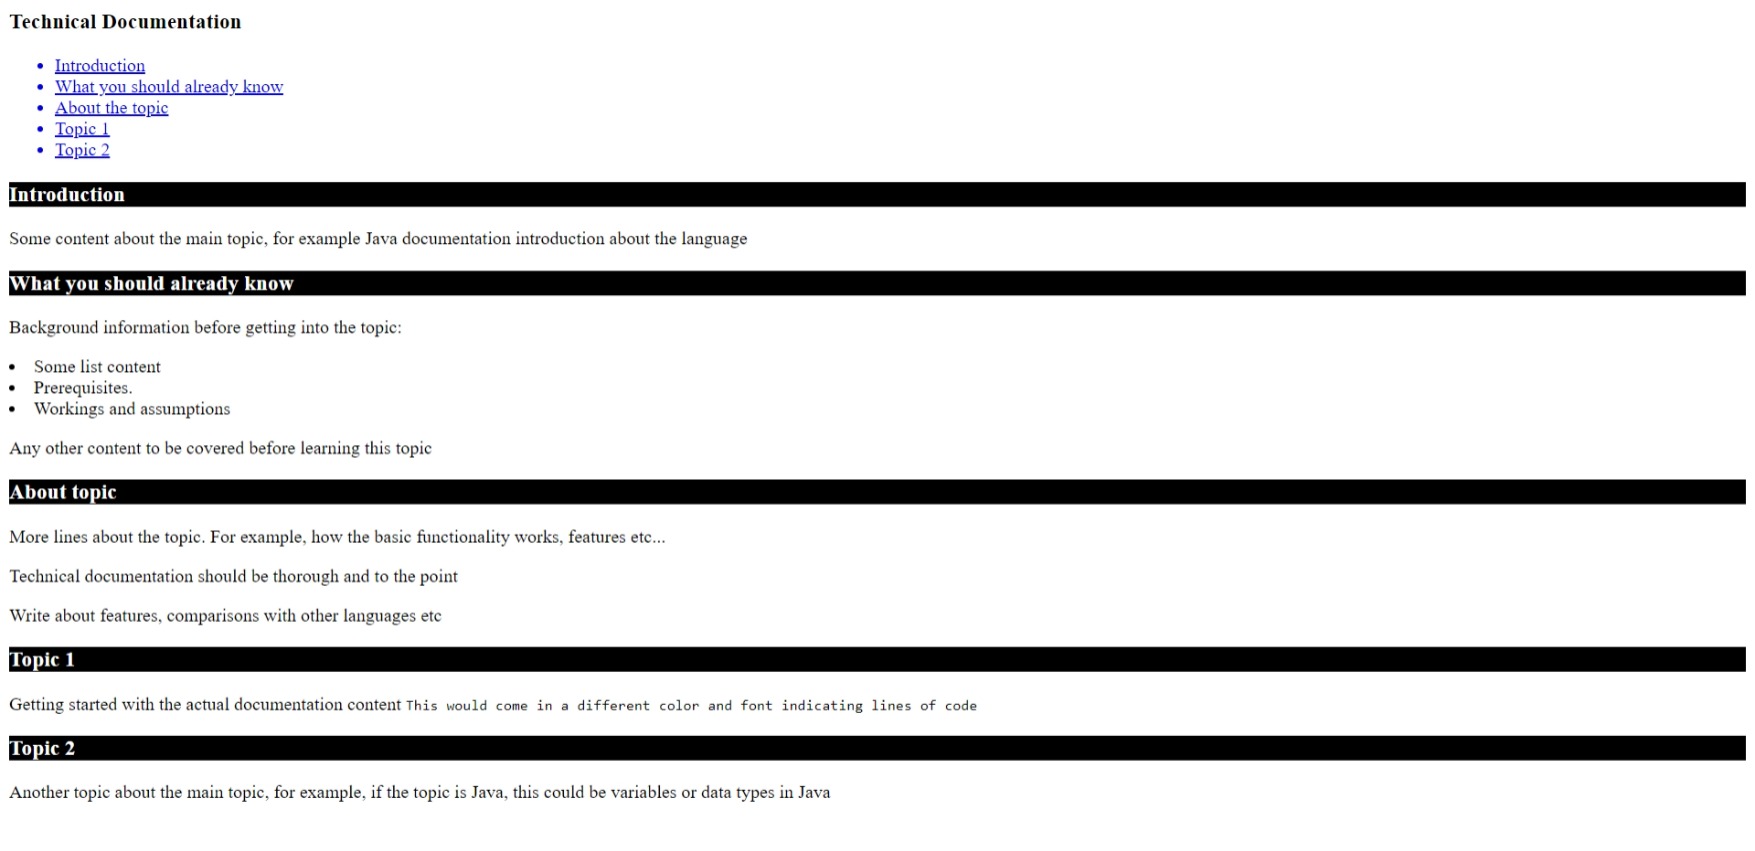 Technical Documentation
Introduction
What you should already know
About the topic
Topic 1
Topic 2
Introduction
Some content about the main topic, for example Java documentation introduction about the language
What you should already know
Background information before getting into the topic:
Some list content
Prerequisites.
Workings and assumptions
Any other content to be covered before learning this topic
About topic
More lines about the topic. For example, how the basic functionality works, features etc...
Technical documentation should be thorough and to the point
Write about features, comparisons with other languages etc
Topic 1
Getting started with the actual documentation content This would come in a different color and font indicating lines of code
Topic 2
Another topic about the main topic, for example, if the topic is Java, this could be variables or data types in Java